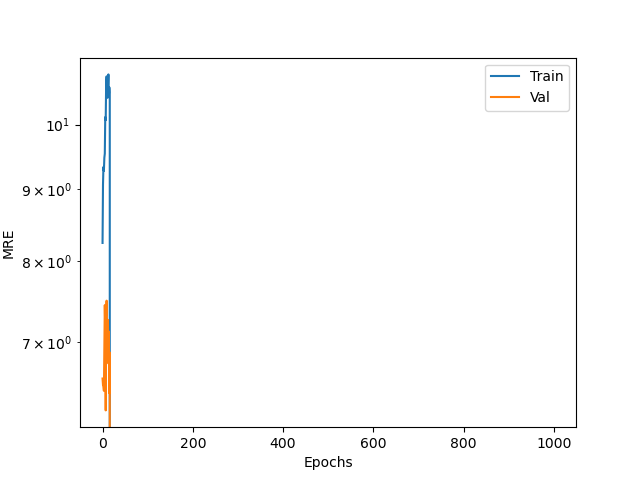 Train
Val
10¹
9 × 10⁰
8 × 10⁰
7 × 10⁰
MRE
0 200 400 600 800 1000
Epochs